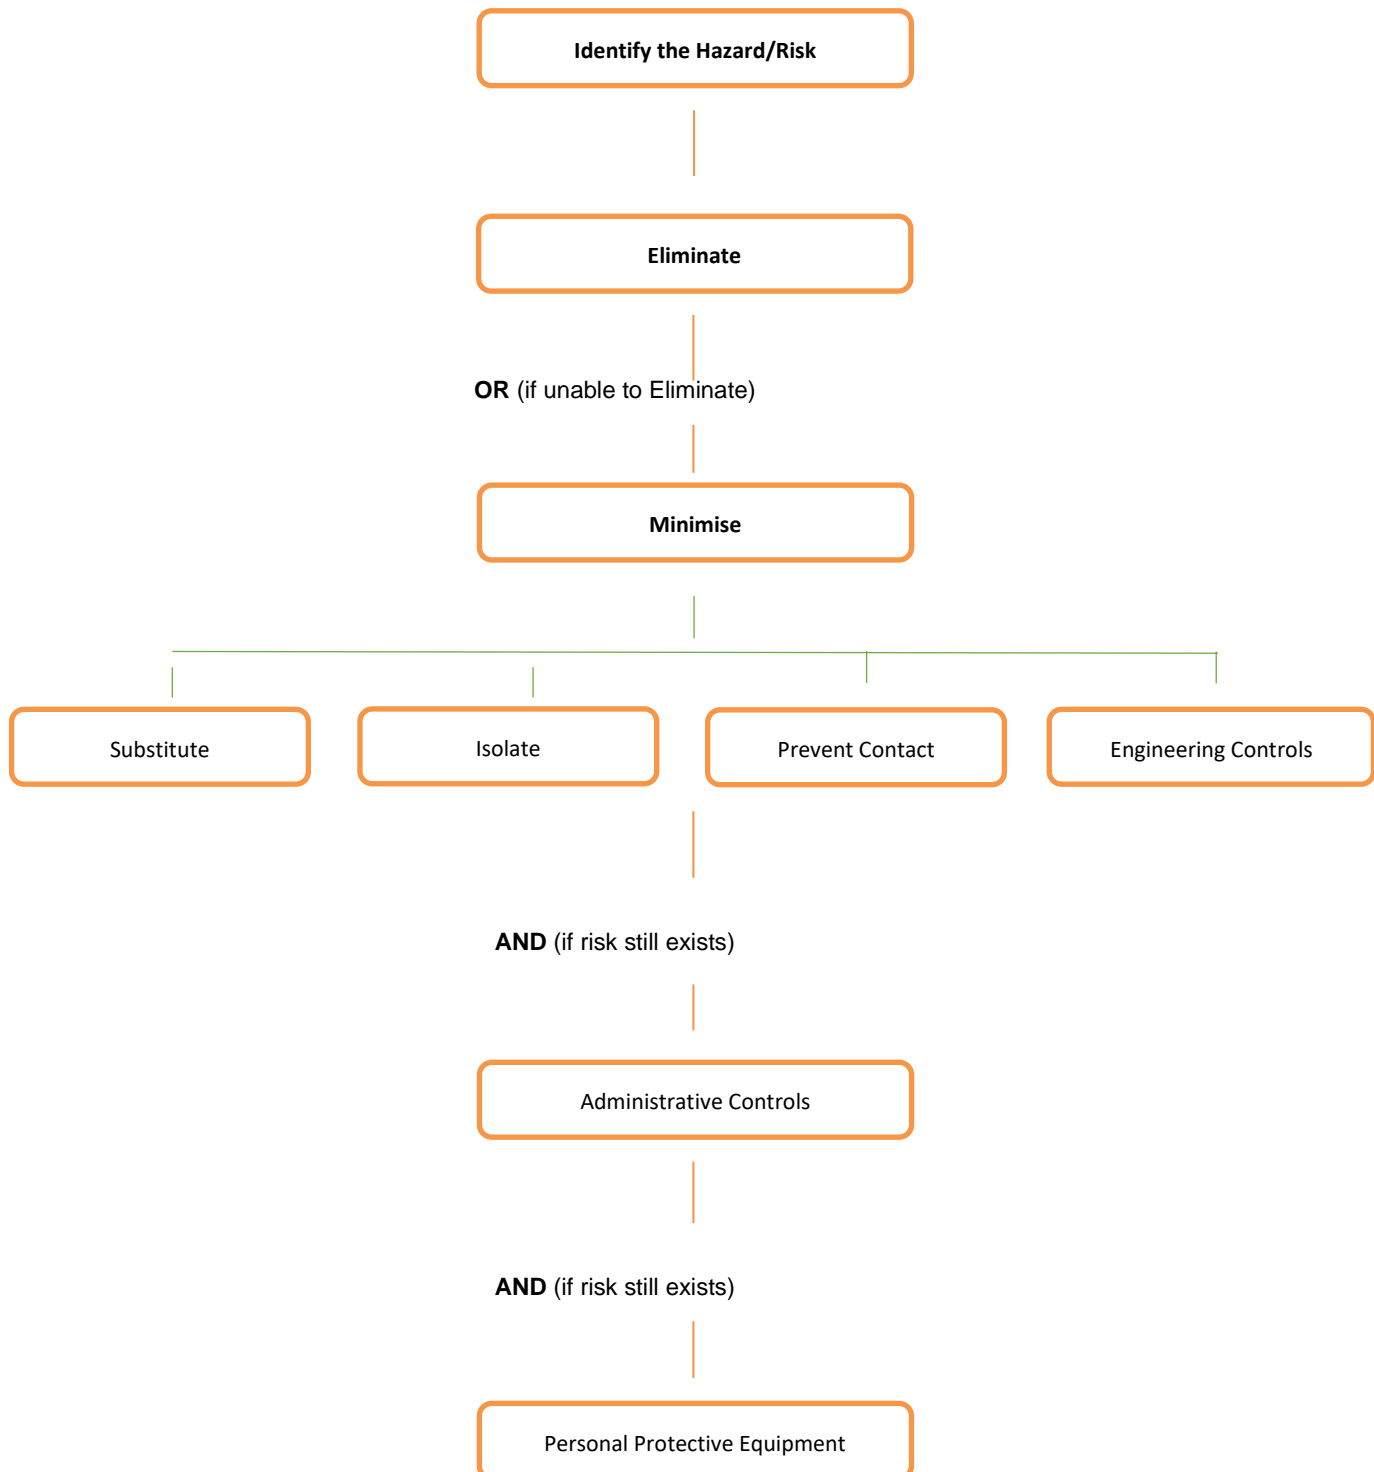 Identify the Hazard/Risk
Eliminate
OR (if unable to Eliminate)
Minimise
Substitute
Isolate
Prevent Contact
Engineering Controls
AND (if risk still exists)
Administrative Controls
AND (if risk still exists)
Personal Protective Equipment